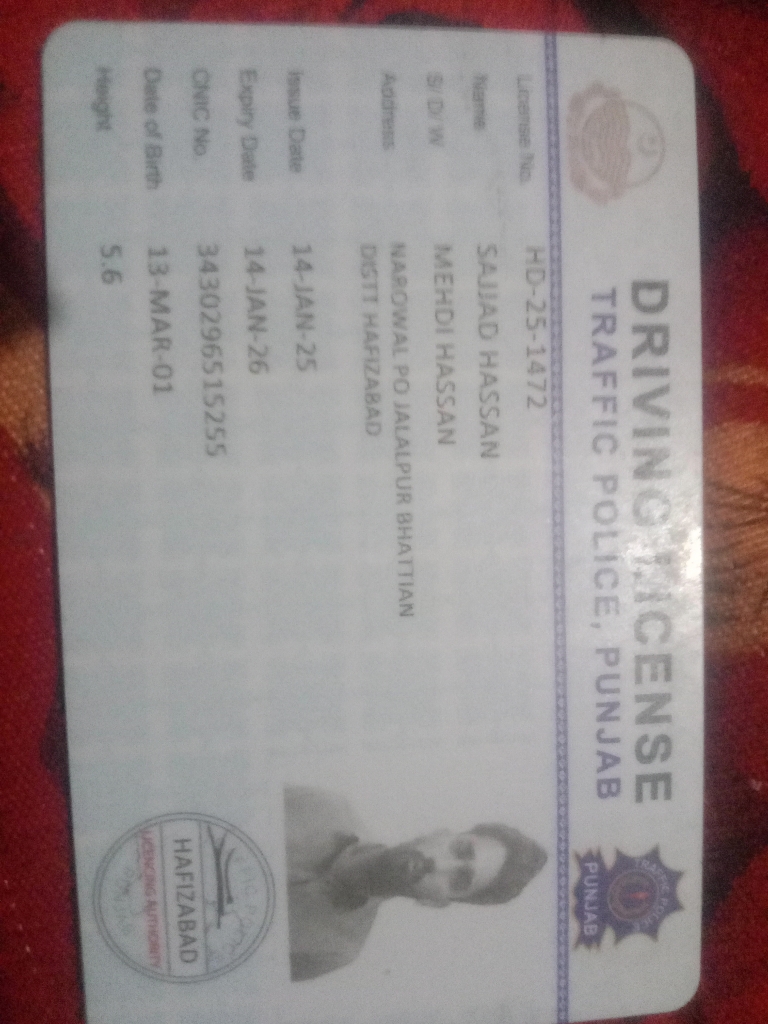 DRIVING LICENSE
TRAFFIC POLICE, PUNJAB
TRAFFIC POLICE
PUNJAB
License No. HD-25-1472
Name SAJJAD HASSAN
S/ D/ W MEHDI HASSAN
Address NAROWAL PO JALALPUR BHATTIAN
DISTT HAFIZABAD
Issue Date 14-JAN-25
Expiry Date 14-JAN-26
CNIC No. 3430296515255
Date of Birth 13-MAR-01
Height 5.6
HAFIZABAD
LICENSING AUTHORITY